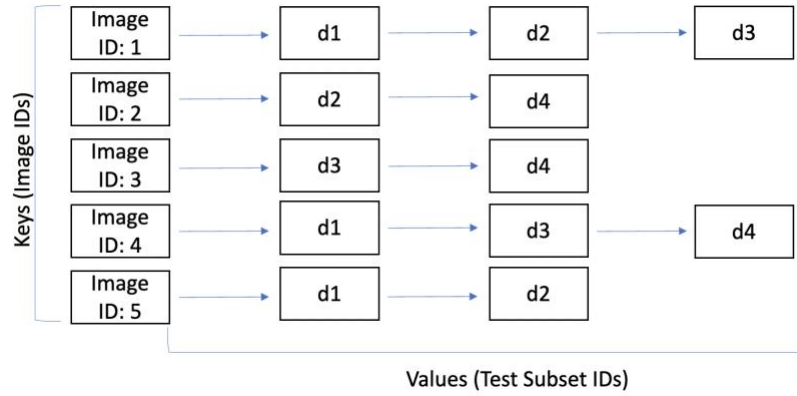 Keys (Image IDs)
Image
ID: 1
d1
d2
d3
Image
ID: 2
d2
d4
Image
ID: 3
d3
d4
Image
ID: 4
d1
d3
d4
Image
ID: 5
d1
d2
Values (Test Subset IDs)